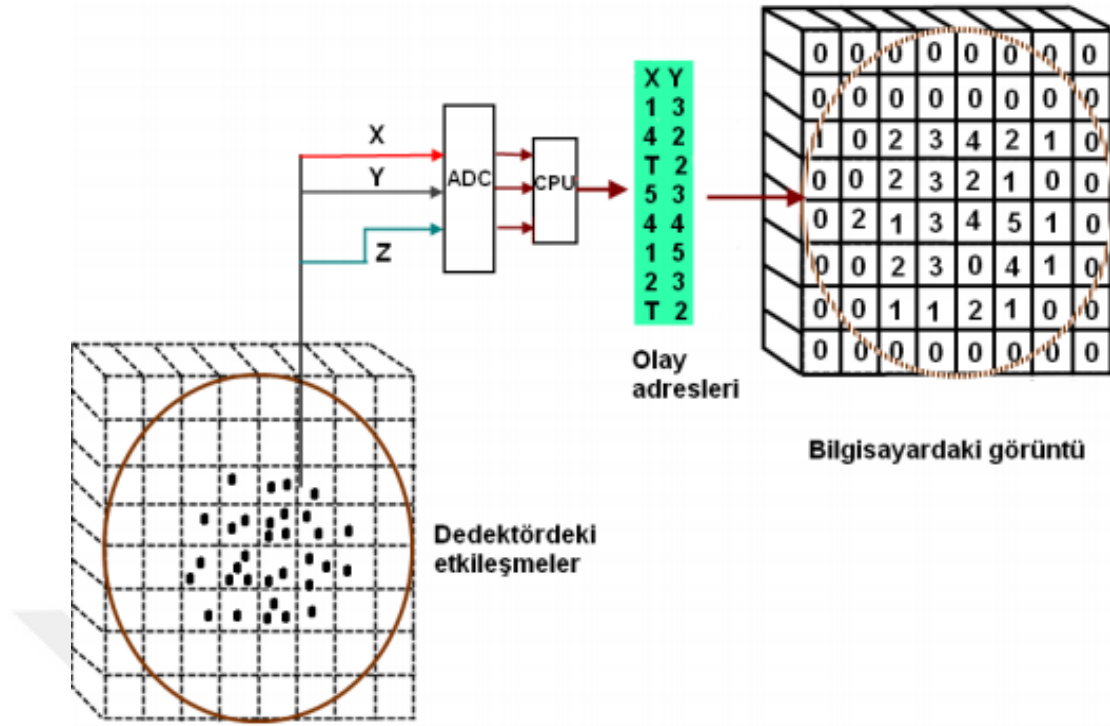 X
Y
Z
ADC
CPU
X Y
1 3
4 2
T 2
5 3
4 4
1 5
2 3
T 2
Olay
adresleri
0 0 0 0 0 0 0 0
0 0 0 0 0 0 0 0
1 0 2 3 4 2 1 0
0 0 2 3 2 1 0 0
0 2 1 3 4 5 1 0
0 0 2 3 0 4 1 0
0 0 1 1 2 1 0 0
0 0 0 0 0 0 0 0
Bilgisayardaki görüntü
Dedektördeki
etkileşmeler